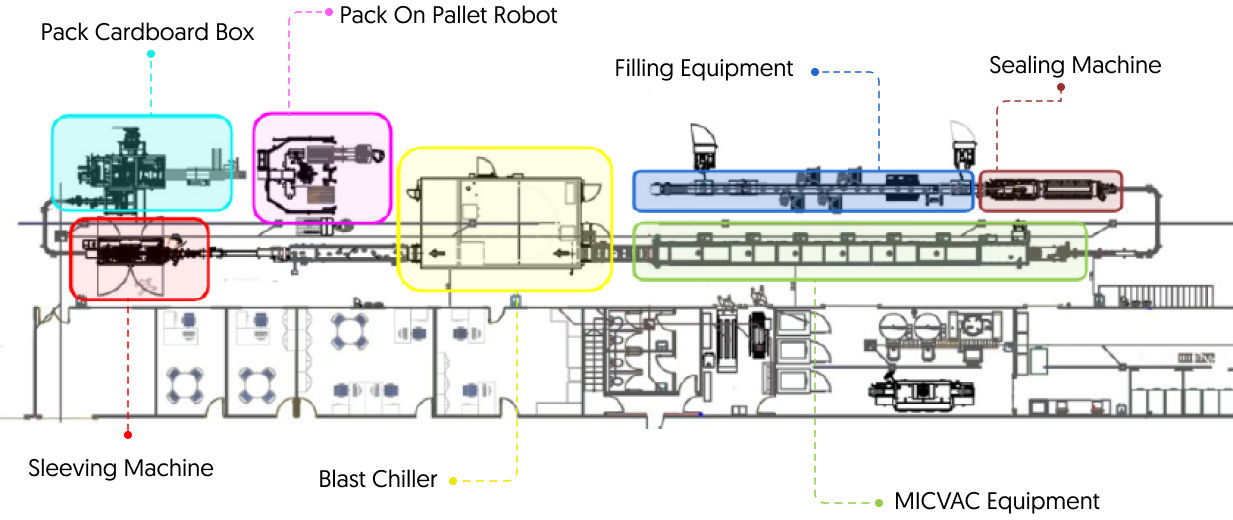 Pack On Pallet Robot
Pack Cardboard Box
Filling Equipment
Sealing Machine
Sleeving Machine
Blast Chiller
MICVAC Equipment